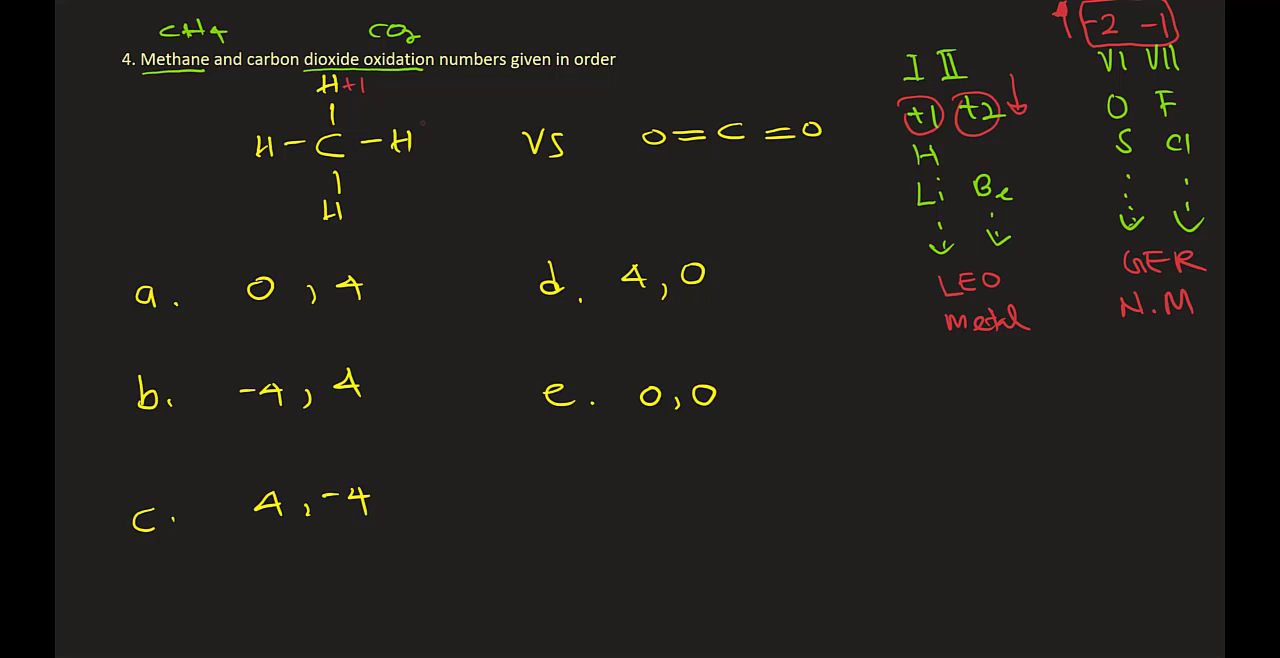 CH4 CO2
4. Methane and carbon dioxide oxidation numbers given in order
H+1
H-C-H
H
VS
O=C=O
a. 0, 4
b. -4, 4
c. 4, -4
d. 4, 0
e. 0, 0
I II
+1 +2
H
Li Be
LEO
Metal
-2 -1
VI VII
O F
S Cl
GER
N.M